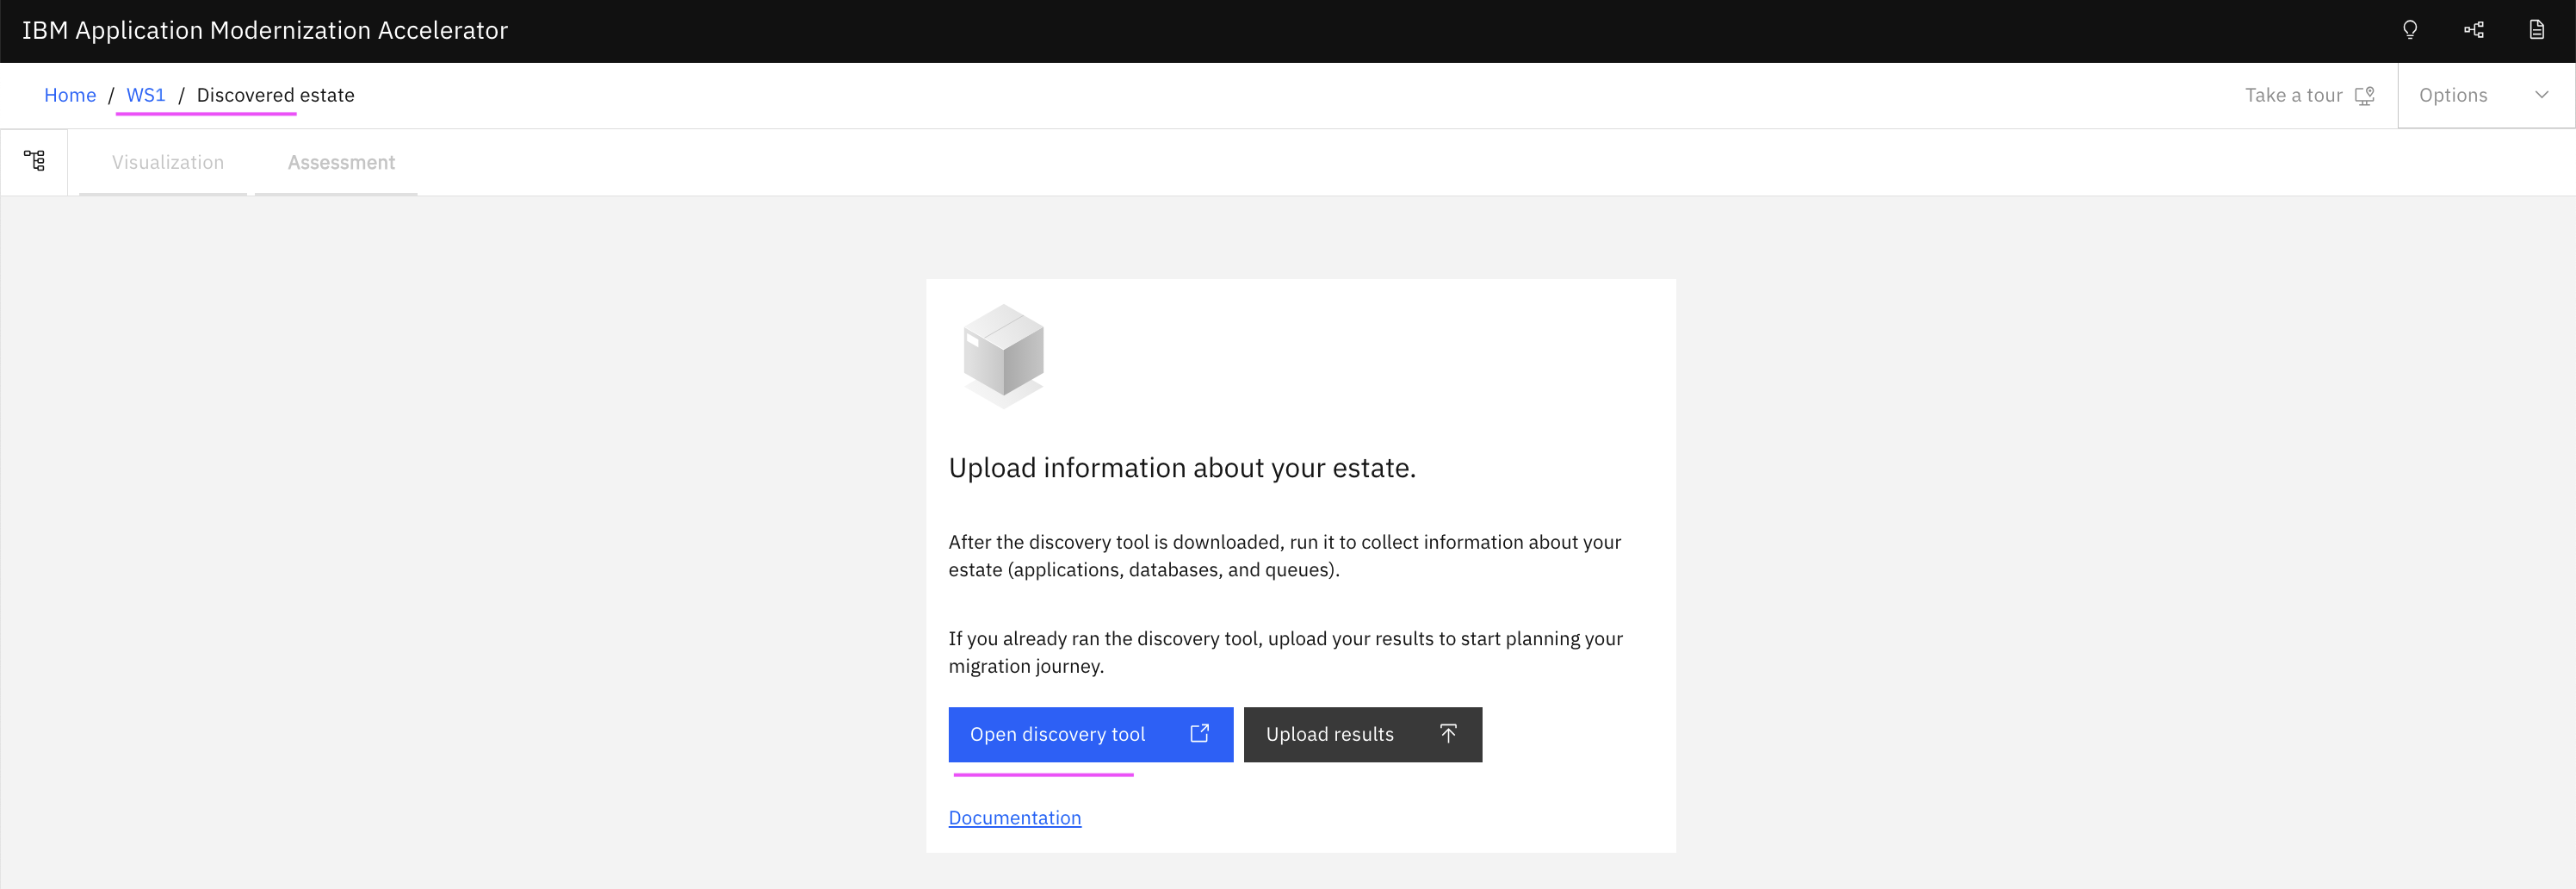 IBM Application Modernization Accelerator
Home / WS1 / Discovered estate
Take a tour
Options
Visualization
Assessment
Upload information about your estate.
After the discovery tool is downloaded, run it to collect information about your
estate (applications, databases, and queues).
If you already ran the discovery tool, upload your results to start planning your
migration journey.
Open discovery tool
Upload results
Documentation